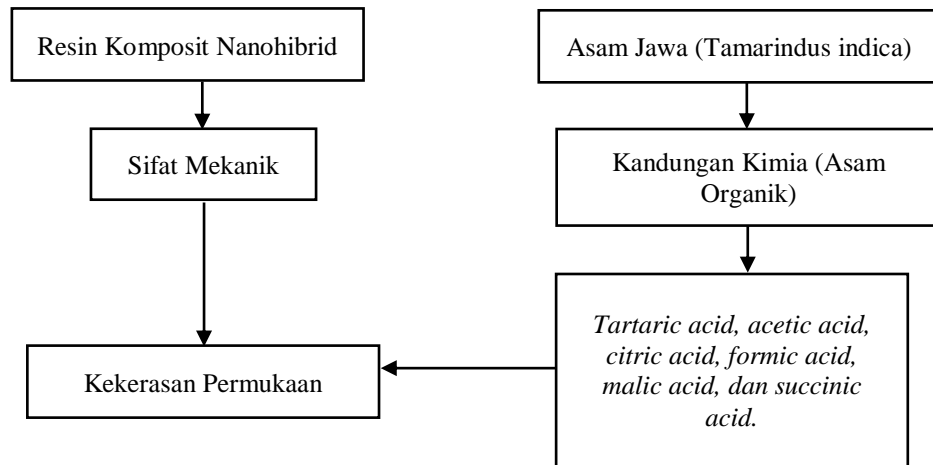 Resin Komposit Nanohibrid
Asam Jawa (Tamarindus indica)
Sifat Mekanik
Kandungan Kimia (Asam
Organik)
Kekerasan Permukaan
Tartaric acid, acetic acid,
citric acid, formic acid,
malic acid, dan succinic
acid.